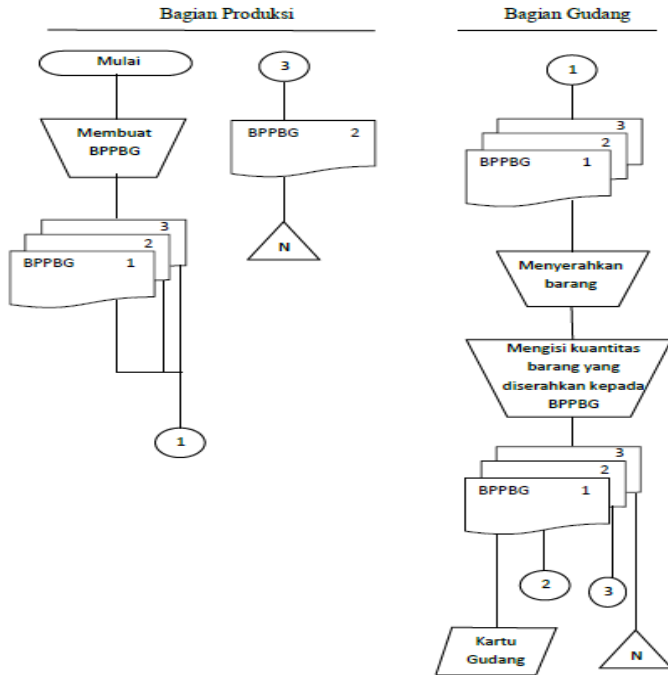 Bagian Produksi
Mulai
Membuat
BPPBG
3
2
BPPBG 1
1
3
BPPBG 2
N
Bagian Gudang
1
3
2
BPPBG 1
Menyerahkan
barang
Mengisi kuantitas
barang yang
diserahkan kepada
BPPBG
3
2
BPPBG 1
2
3
Kartu
Gudang
N